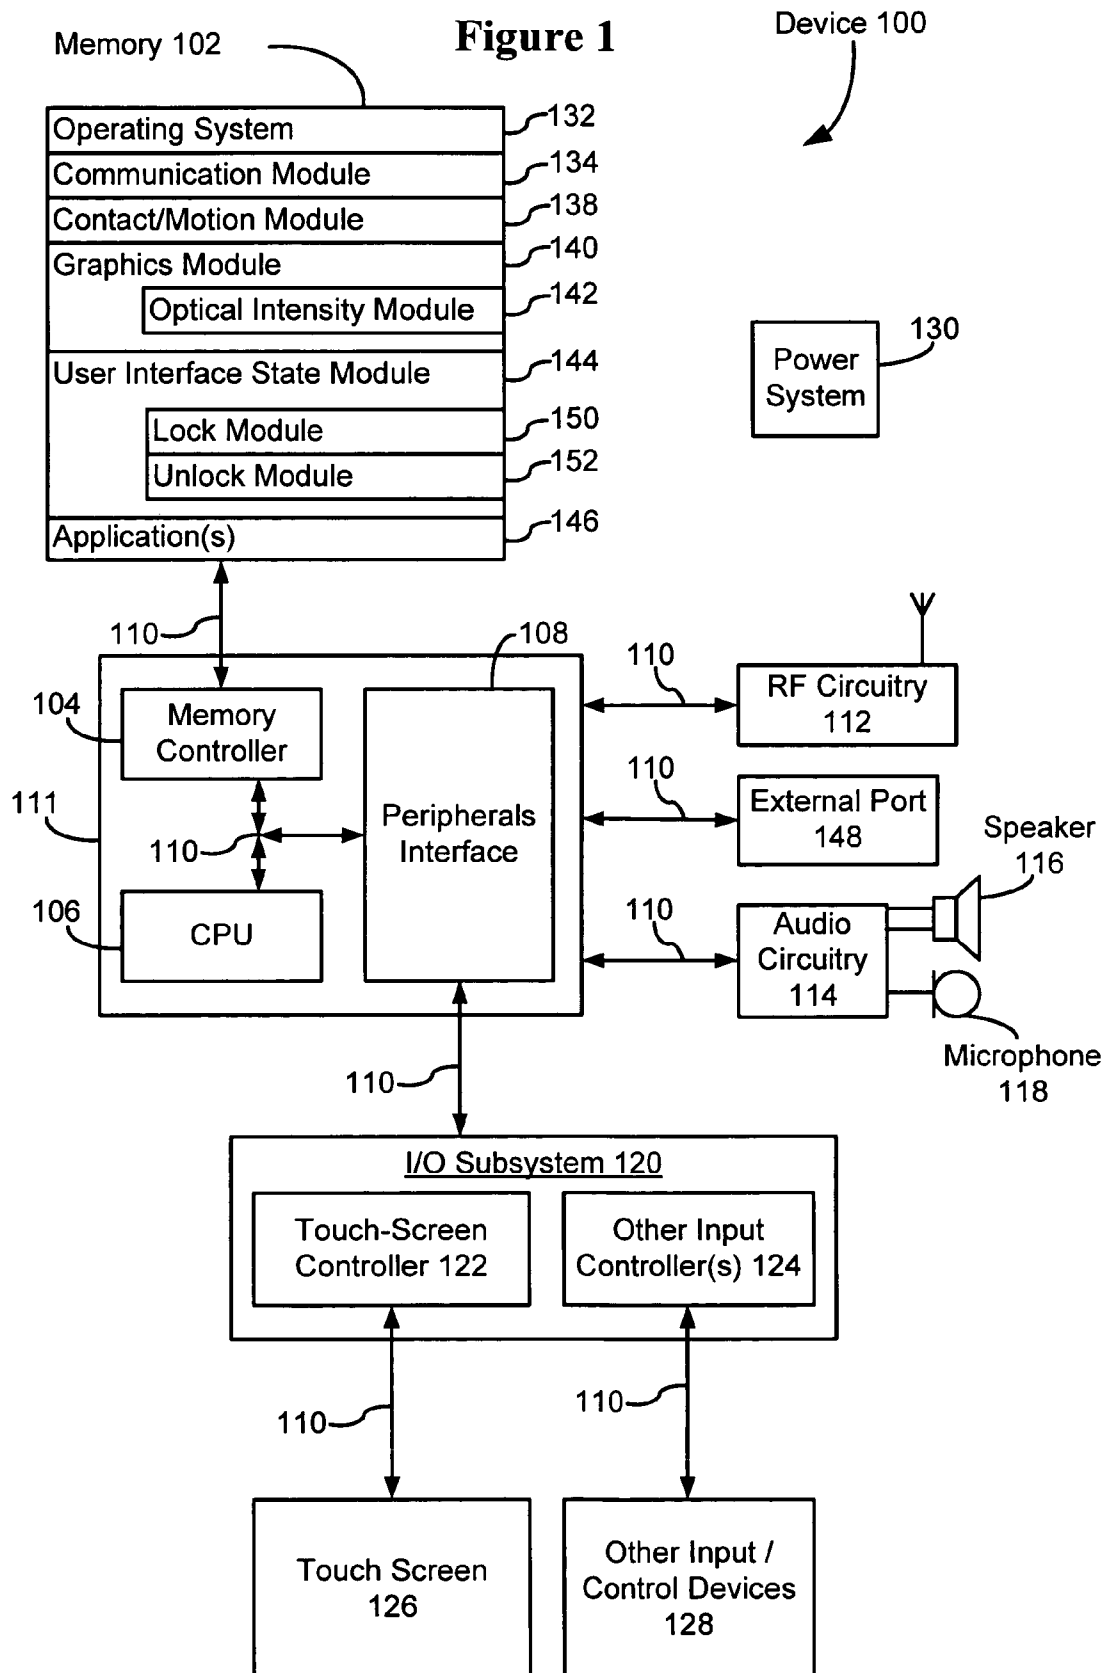 Figure 1
Memory 102
Device 100
Operating System
132
Communication Module
134
Contact/Motion Module
138
Graphics Module
140
Optical Intensity Module
142
User Interface State Module
144
Lock Module
150
Unlock Module
152
Application(s)
146
Power
System
130
110
108
104
Memory
Controller
111
110
Peripherals
Interface
106
CPU
110
RF Circuitry
112
110
External Port
148
Speaker
116
110
Audio
Circuitry
114
Microphone
118
110
I/O Subsystem 120
Touch-Screen
Controller 122
Other Input
Controller(s) 124
110
110
Touch Screen
126
Other Input /
Control Devices
128